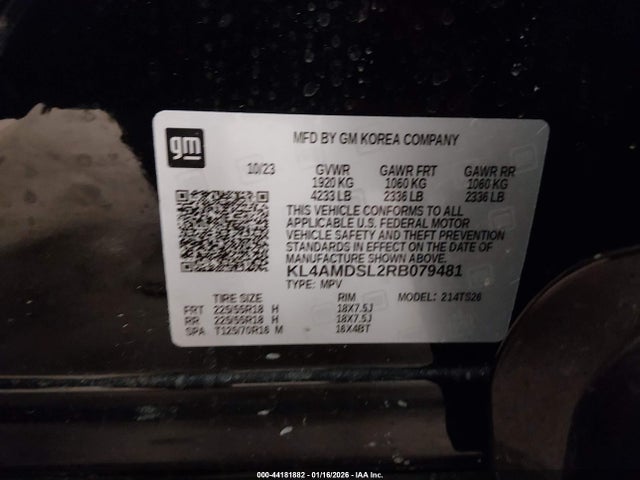 gm
MFD BY GM KOREA COMPANY
10/23 GVWR GAWR FRT GAWR RR
1920 KG 1060 KG 1060 KG
4233 LB 2336 LB 2336 LB
THIS VEHICLE CONFORMS TO ALL
APPLICABLE U.S. FEDERAL MOTOR
VEHICLE SAFETY AND THEFT PREVENTION
STANDARDS IN EFFECT ON THE DATE OF
MANUFACTURE SHOWN ABOVE.
KL4AMDSL2RB079481
TYPE: MPV
TIRE SIZE RIM MODEL: 214TS26
FRT 225/55R18 H 18X7.5J
RR 225/55R18 H 18X7.5J
SPA T125/70R16 M 16X4BT
000-44181882 - 01/16/2026 - IAA Inc.